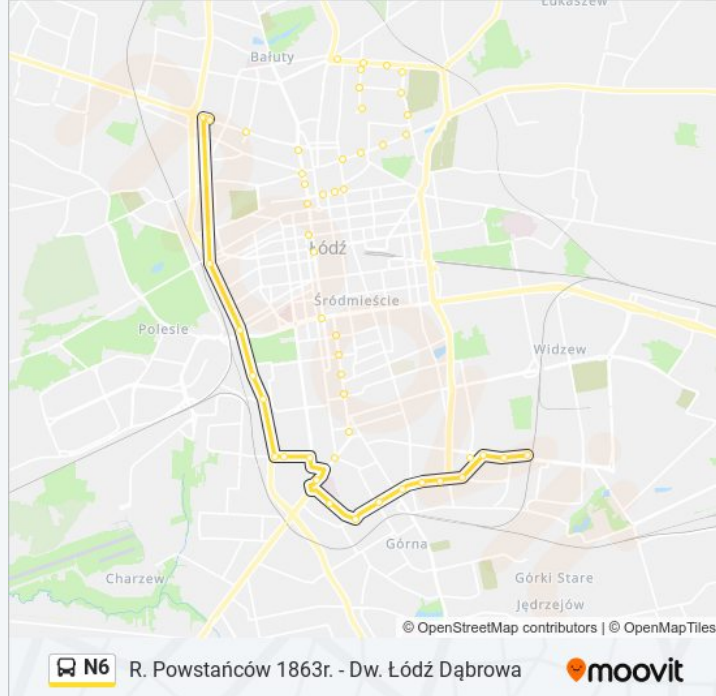 Łukaszew
Bałuty
Łódź
Śródmieście
Polesie
Widzew
Górna
Charzew
Górki Stare
Jędrzejów
© OpenStreetMap contributors | © OpenMapTiles
N6 R. Powstańców 1863r. - Dw. Łódź Dąbrowa
moovit